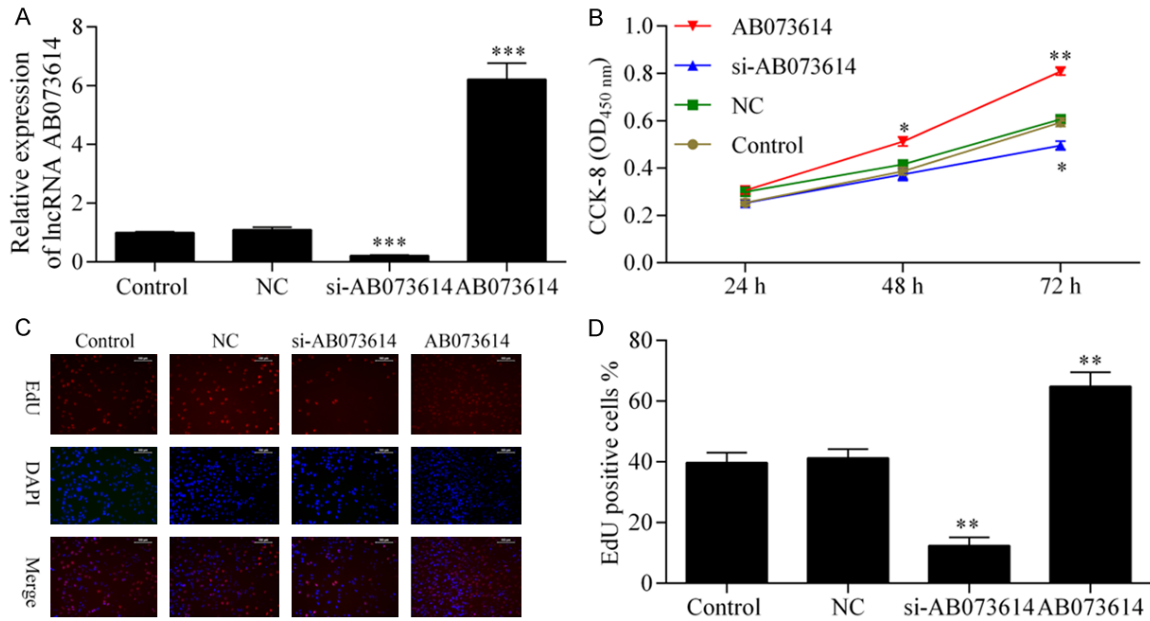 A
Relative expression
of lncRNA AB073614
8
6
4
2
0
***
***
Control
NC
si-AB073614
AB073614
B
CCK-8 (OD450 nm)
1.0
0.8
0.6
0.4
0.2
0.0
AB073614
si-AB073614
NC
Control
*
**
*
24 h
48 h
72 h
C
Control
NC
si-AB073614
AB073614
EdU
DAPI
Merge
D
EdU positive cells %
80
60
40
20
0
**
**
Control
NC
si-AB073614
AB073614